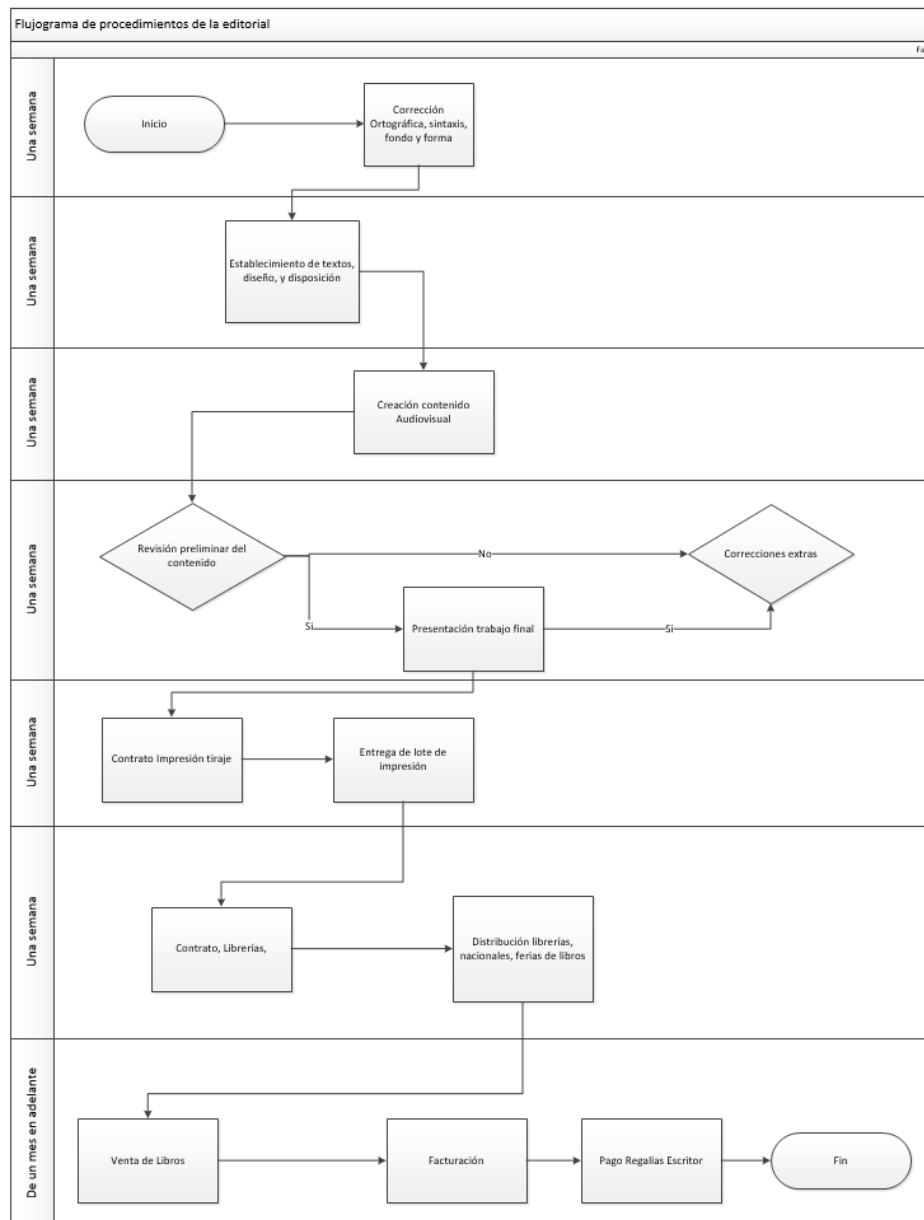 Flujograma de procedimientos de la editorial
Fa
Una semana
Inicio
Corrección
Ortográfica, sintaxis,
fondo y forma
Una semana
Establecimiento de textos,
diseño, y disposición
Una semana
Creación contenido
Audiovisual
Una semana
Revisión preliminar del
contenido
No
Correcciones extras
Si
Presentación trabajo final
Si
Una semana
Contrato Impresión tiraje
Entrega de lote de
impresión
Una semana
Contrato, Librerías,
Distribución librerías,
nacionales, ferias de libros
De un mes en adelante
Venta de Libros
Facturación
Pago Regalías Escritor
Fin